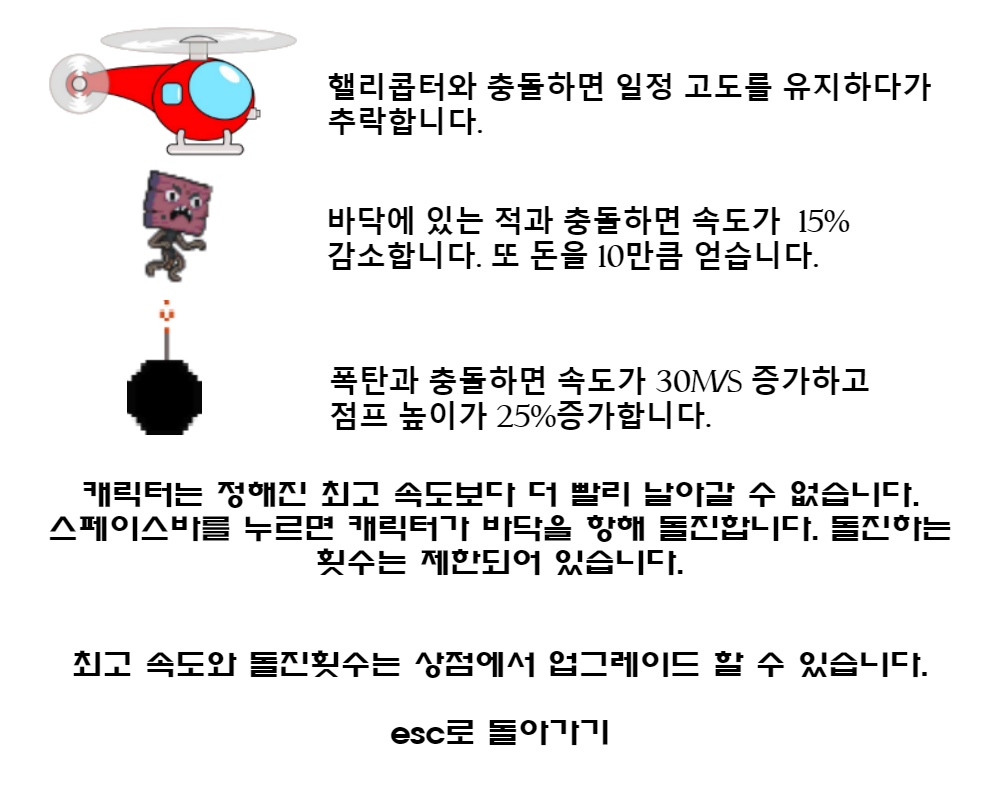 핼리콥터와 충돌하면 일정 고도를 유지하다가
추락합니다.
바닥에 있는 적과 충돌하면 속도가 15%
감소합니다. 또 돈을 10만큼 얻습니다.
폭탄과 충돌하면 속도가 30M/S 증가하고
점프 높이가 25%증가합니다.
캐릭터는 정해진 최고 속도보다 더 빨리 날아갈 수 없습니다.
스페이스바를 누르면 캐릭터가 바닥을 향해 돌진합니다. 돌진하는
횟수는 제한되어 있습니다.
최고 속도와 돌진횟수는 상점에서 업그레이드 할 수 있습니다.
esc로 돌아가기